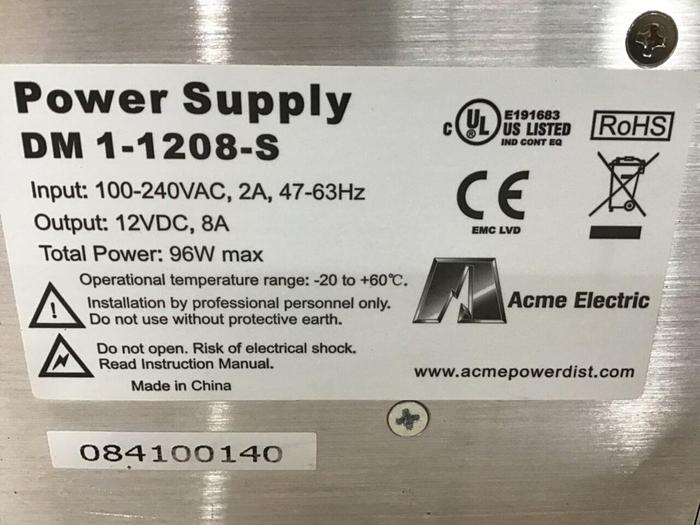 Power Supply
DM 1-1208-S
Input: 100-240VAC, 2A, 47-63Hz
Output: 12VDC, 8A
Total Power: 96W max
Operational temperature range: -20 to +60℃.
Installation by professional personnel only.
Do not use without protective earth.
Do not open. Risk of electrical shock.
Read Instruction Manual.
Made in China
C UL US LISTED
E191683
IND CONT EQ
RoHS
CE
EMC LVD
Acme Electric
www.acmepowerdist.com
084100140